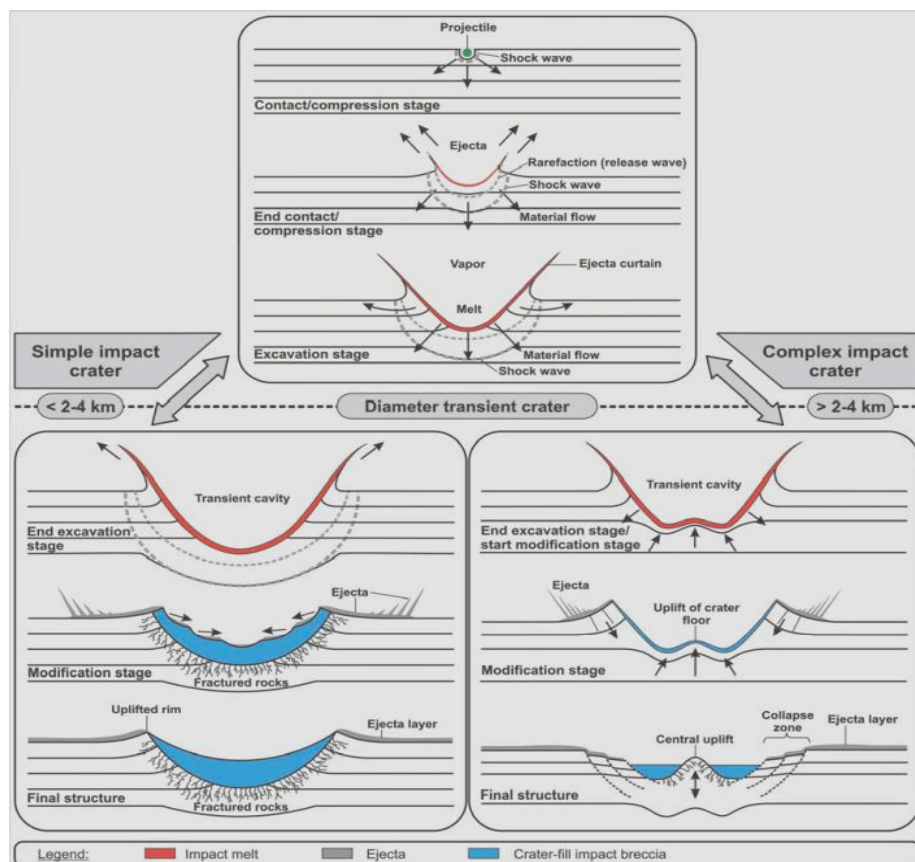 Projectile
Shock wave
Contact/compression stage
Ejecta
Rarefaction (release wave)
Shock wave
Material flow
End contact/
compression stage
Vapor
Ejecta curtain
Melt
Excavation stage
Material flow
Shock wave
Simple impact
crater
Complex impact
crater
< 2-4 km
Diameter transient crater
> 2-4 km
Transient cavity
End excavation
stage
Ejecta
Modification stage
Fractured rocks
Uplifted rim
Ejecta layer
Final structure
Fractured rocks
Transient cavity
End excavation stage/
start modification stage
Ejecta
Uplift of crater
floor
Modification stage
Collapse
zone
Ejecta layer
Central uplift
Final structure
Legend:
Impact melt
Ejecta
Crater-fill impact breccia